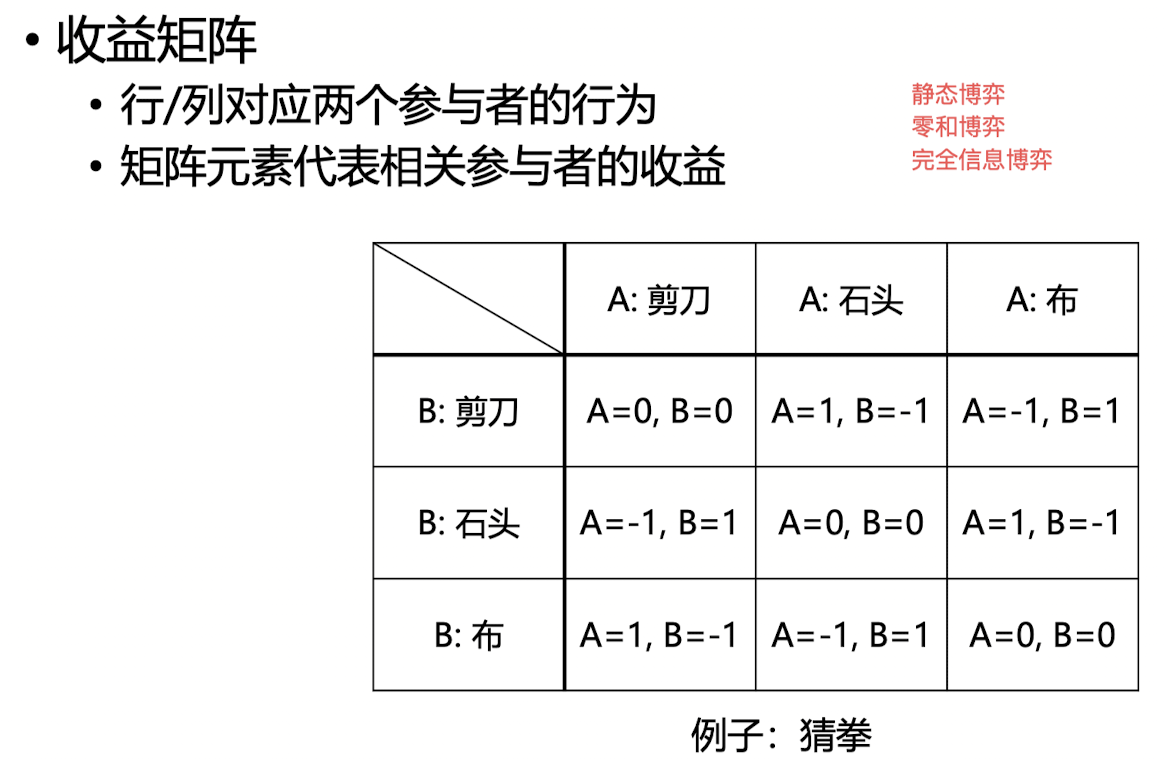 • 收益矩阵
• 行/列对应两个参与者的行为
• 矩阵元素代表相关参与者的收益
静态博弈
零和博弈
完全信息博弈
A: 剪刀 A: 石头 A: 布
B: 剪刀 A=0, B=0 A=1, B=-1 A=-1, B=1
B: 石头 A=-1, B=1 A=0, B=0 A=1, B=-1
B: 布 A=1, B=-1 A=-1, B=1 A=0, B=0
例子：猜拳